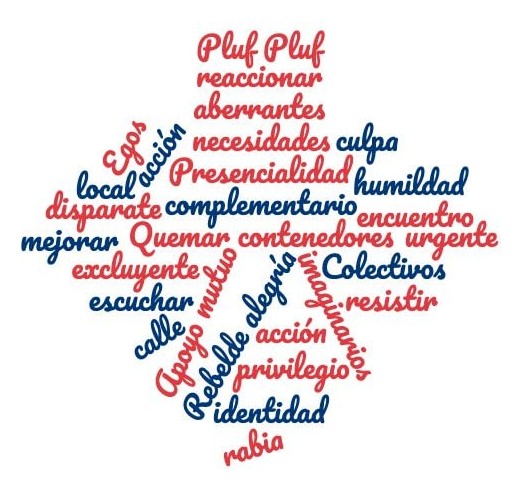 Pluf Pluf
reaccionar
aberrantes
Egos
acción
necesidades
culpa
Presencialidad
local
humildad
disparate
complementario
encuentro
mejorar
Quemar contenedores urgente
excluyente
Apoyo mutuo
Rebelde alegría
imaginarios
Colectivos
escuchar
resistir
calle
acción
privilegio
identidad
rabia